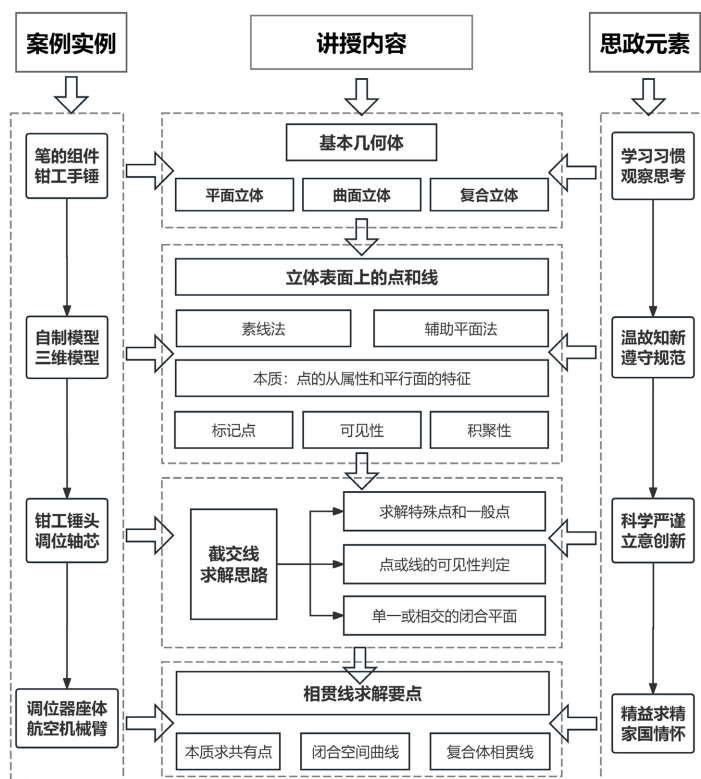 案例实例
讲授内容
思政元素
笔的组件
钳工手锤
基本几何体
平面立体
曲面立体
复合立体
学习习惯
观察思考
自制模型
三维模型
立体表面上的点和线
素线法
辅助平面法
本质：点的从属性和平行面的特征
标记点
可见性
积聚性
温故知新
遵守规范
钳工锤头
调位轴芯
截交线
求解思路
求解特殊点和一般点
点或线的可见性判定
单一或相交的闭合平面
科学严谨
立意创新
调位器座体
航空机械臂
相贯线求解要点
本质求共有点
闭合空间曲线
复合体相贯线
精益求精
家国情怀